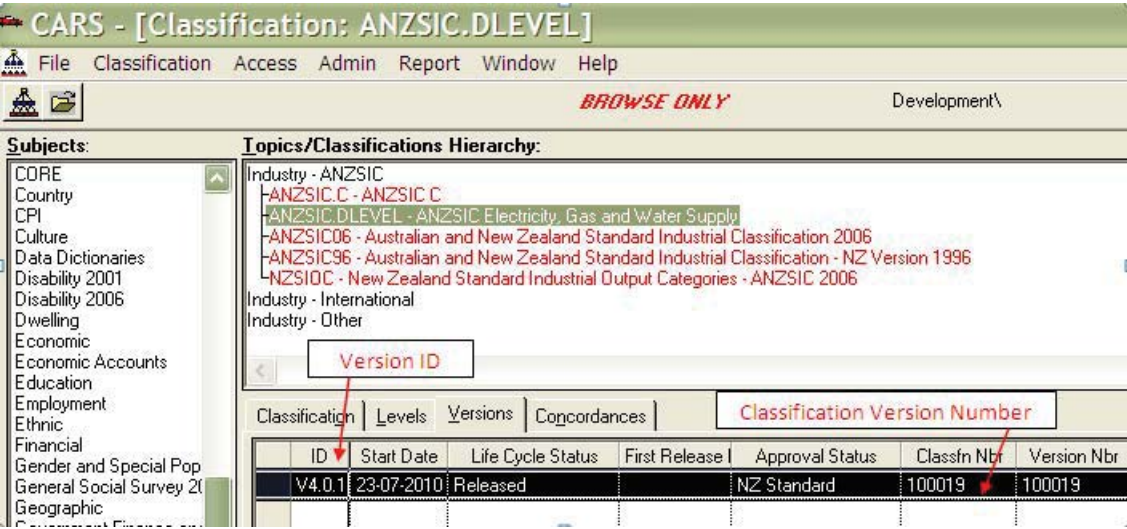 CARS - [Classification: ANZSIC.DLEVEL]
File Classification Access Admin Report Window Help
BROWSE ONLY Development\
Subjects:
CORE
Country
CPI
Culture
Data Dictionaries
Disability 2001
Disability 2006
Dwelling
Economic
Economic Accounts
Education
Employment
Ethnic
Financial
Gender and Special Pop
General Social Survey 2(
Geographic
Topics/Classifications Hierarchy:
Industry - ANZSIC
ANZSIC.C - ANZSIC C
ANZSIC.DLEVEL - ANZSIC Electricity, Gas and Water Supply
ANZSIC06 - Australian and New Zealand Standard Industrial Classification 2006
ANZSIC96 - Australian and New Zealand Standard Industrial Classification - NZ Version 1996
NZSIOC - New Zealand Standard Industrial Output Categories - ANZSIC 2006
Industry - International
Industry - Other
Version ID
Classification Levels Versions Concordances
Classification Version Number
ID Start Date Life Cycle Status First Release I Approval Status Classfn Nbr Version Nbr
V4.0.1 23-07-2010 Released NZ Standard 100019 100019